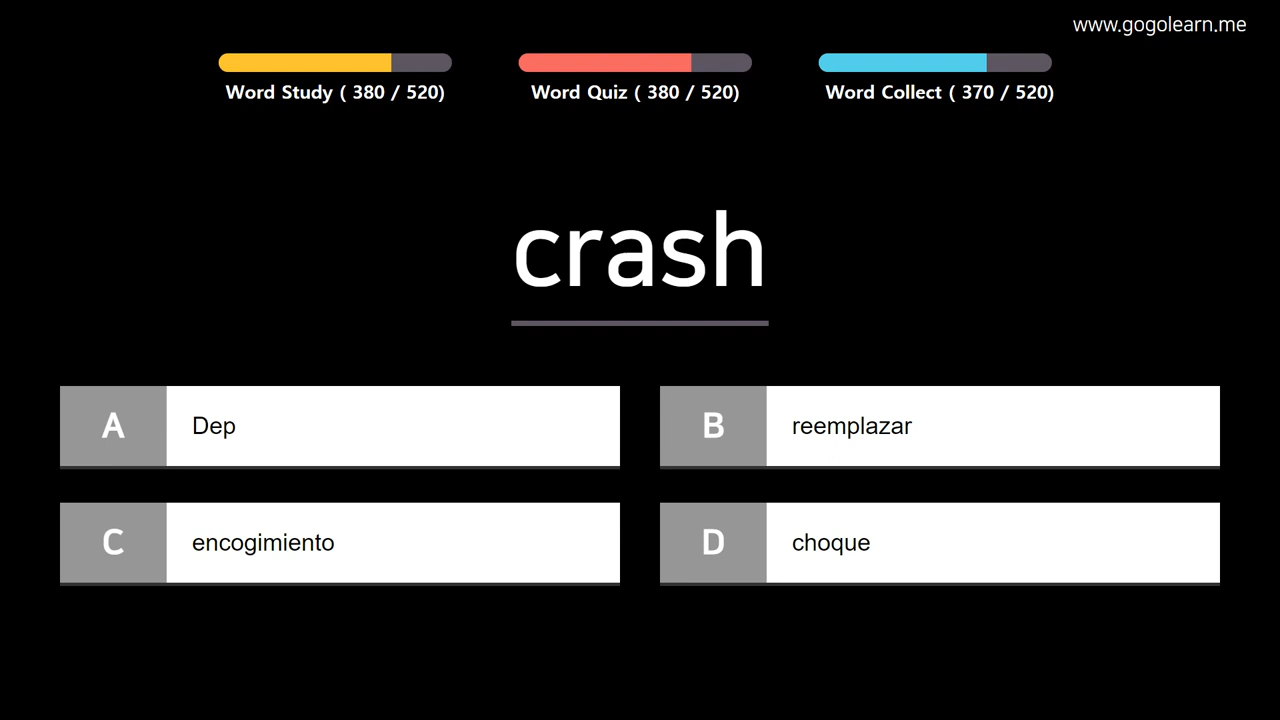 www.gogolearn.me
Word Study ( 380 / 520)
Word Quiz ( 380 / 520)
Word Collect ( 370 / 520)
crash
A Dep
B reemplazar
C encogimiento
D choque